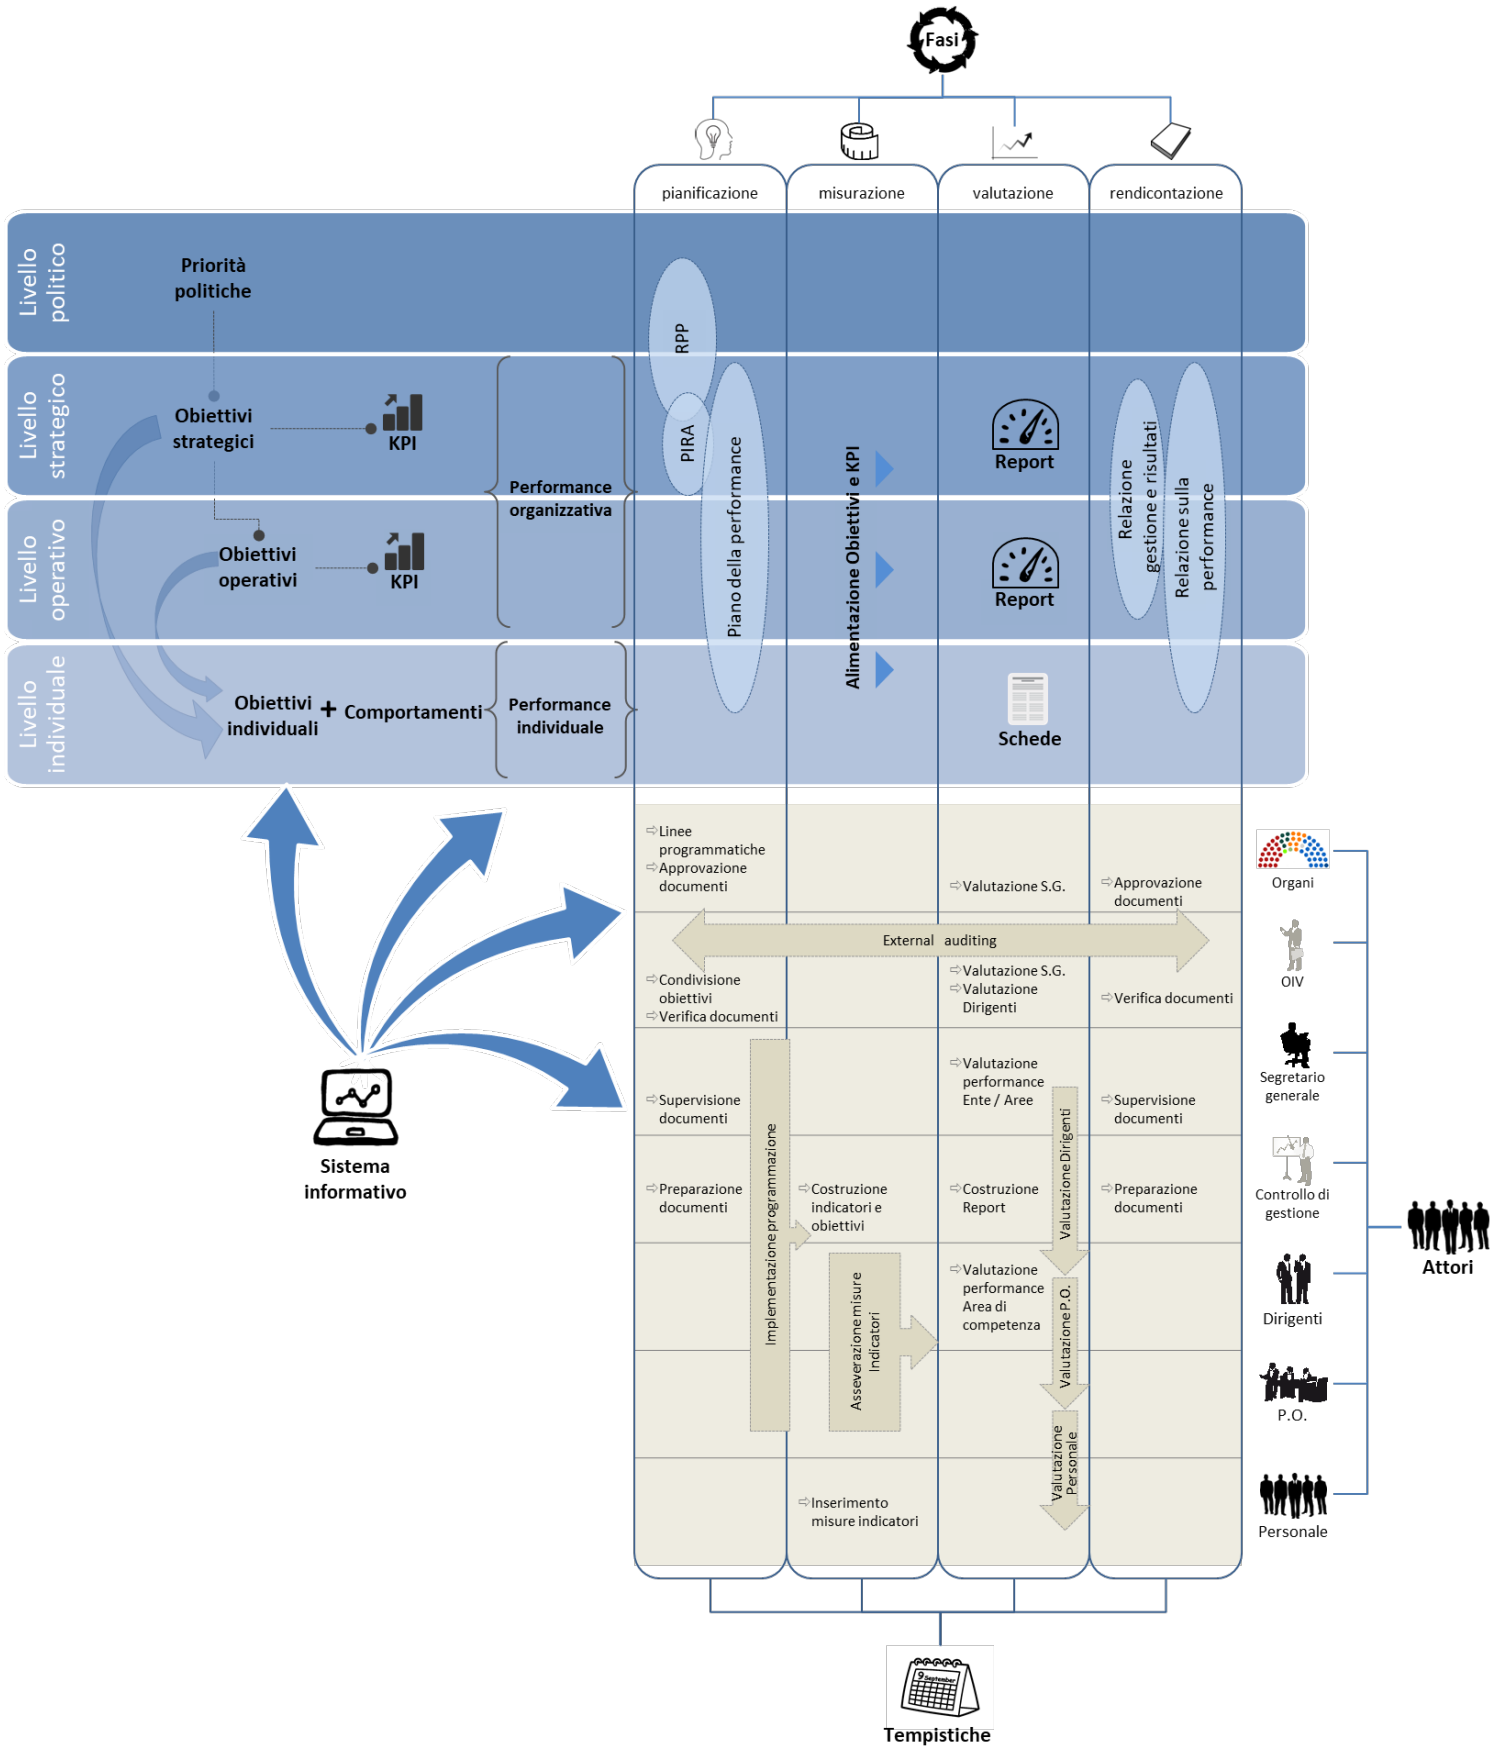 Fasi
pianificazione
misurazione
valutazione
rendicontazione
Livello
politico
Priorità
politiche
RPP
Livello
strategico
Obiettivi
strategici
KPI
PIRA
Report
Performance
organizzativa
Piano della performance
Alimentazione Obiettivi e KPI
Relazione
gestione e risultati
Relazione sulla
performance
Livello
operativo
Obiettivi
operativi
KPI
Report
Livello
individuale
Obiettivi
individuali
+
Comportamenti
Performance
individuale
Schede
⇨Linee
programmatiche
⇨Approvazione
documenti
⇨Valutazione S.G.
⇨Approvazione
documenti
Organi
External auditing
⇨Condivisione
obiettivi
⇨Verifica documenti
⇨Valutazione S.G.
⇨Valutazione
Dirigenti
⇨Verifica documenti
OIV
⇨Supervisione
documenti
⇨Valutazione
performance
Ente / Aree
⇨Supervisione
documenti
Segretario
generale
Implementazione programmazione
Valutazione Dirigenti
⇨Preparazione
documenti
⇨Costruzione
indicatori e
obiettivi
⇨Costruzione
Report
⇨Preparazione
documenti
Controllo di
gestione
Asseverazione misure
Indicatori
⇨Valutazione
performance
Area di
competenza
Valutazione P.O.
Dirigenti
P.O.
Valutazione
Personale
⇨Inserimento
misure indicatori
Personale
Attori
Sistema
informativo
9 September
Tempistiche